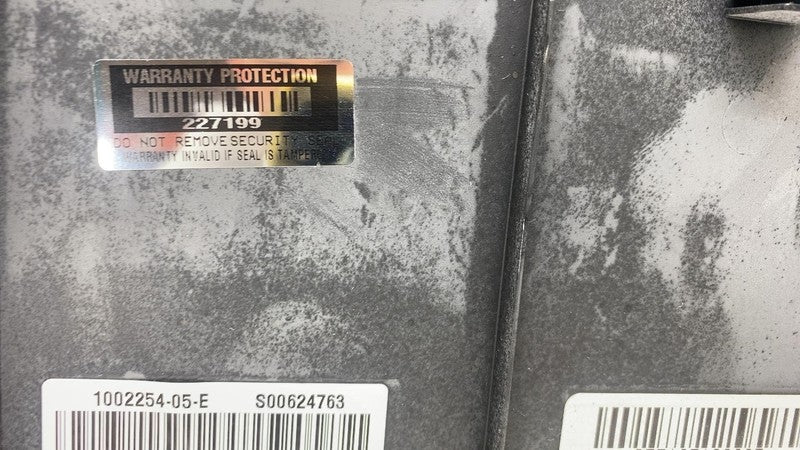 WARRANTY PROTECTION
227199
DO NOT REMOVE SECURITY
WARRANTY INVALID IF SEAL IS
1002254-05-E S00624763